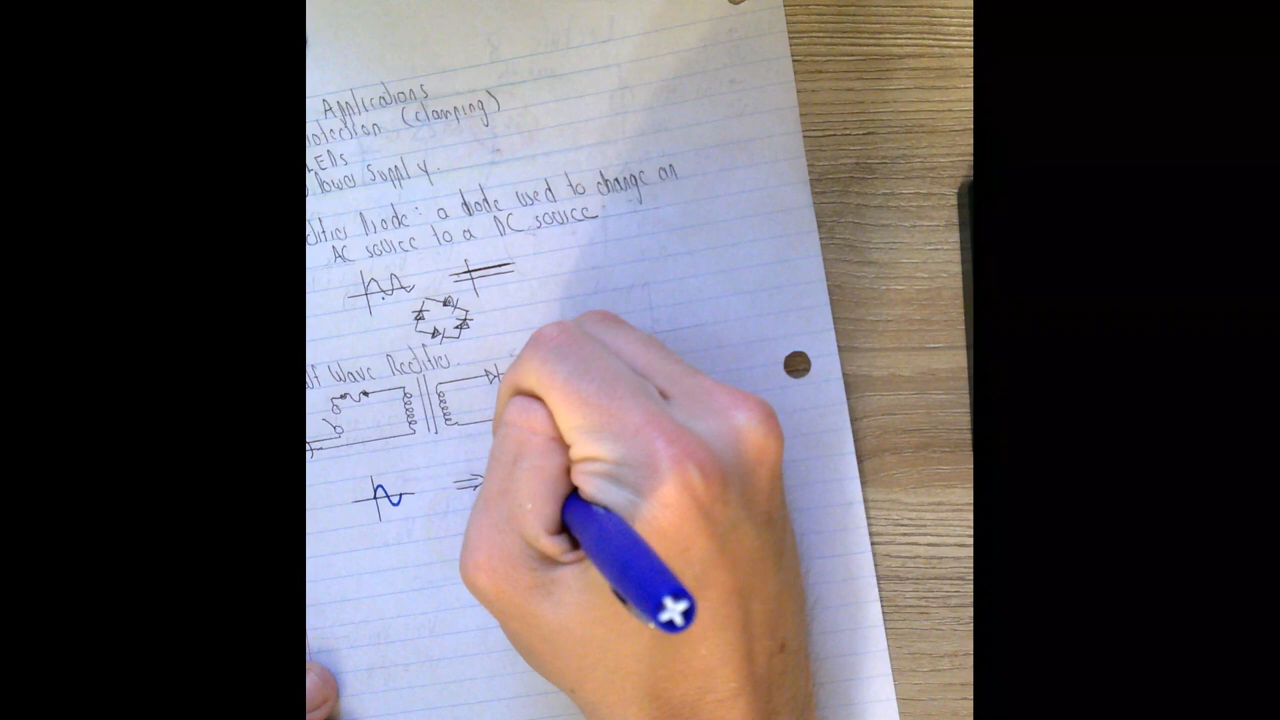 Applications
otection (clamping)
LEDs
Power Supply.
ctifier Diode: a diode used to change an
AC source to a DC source
lf Wave Rectifier.